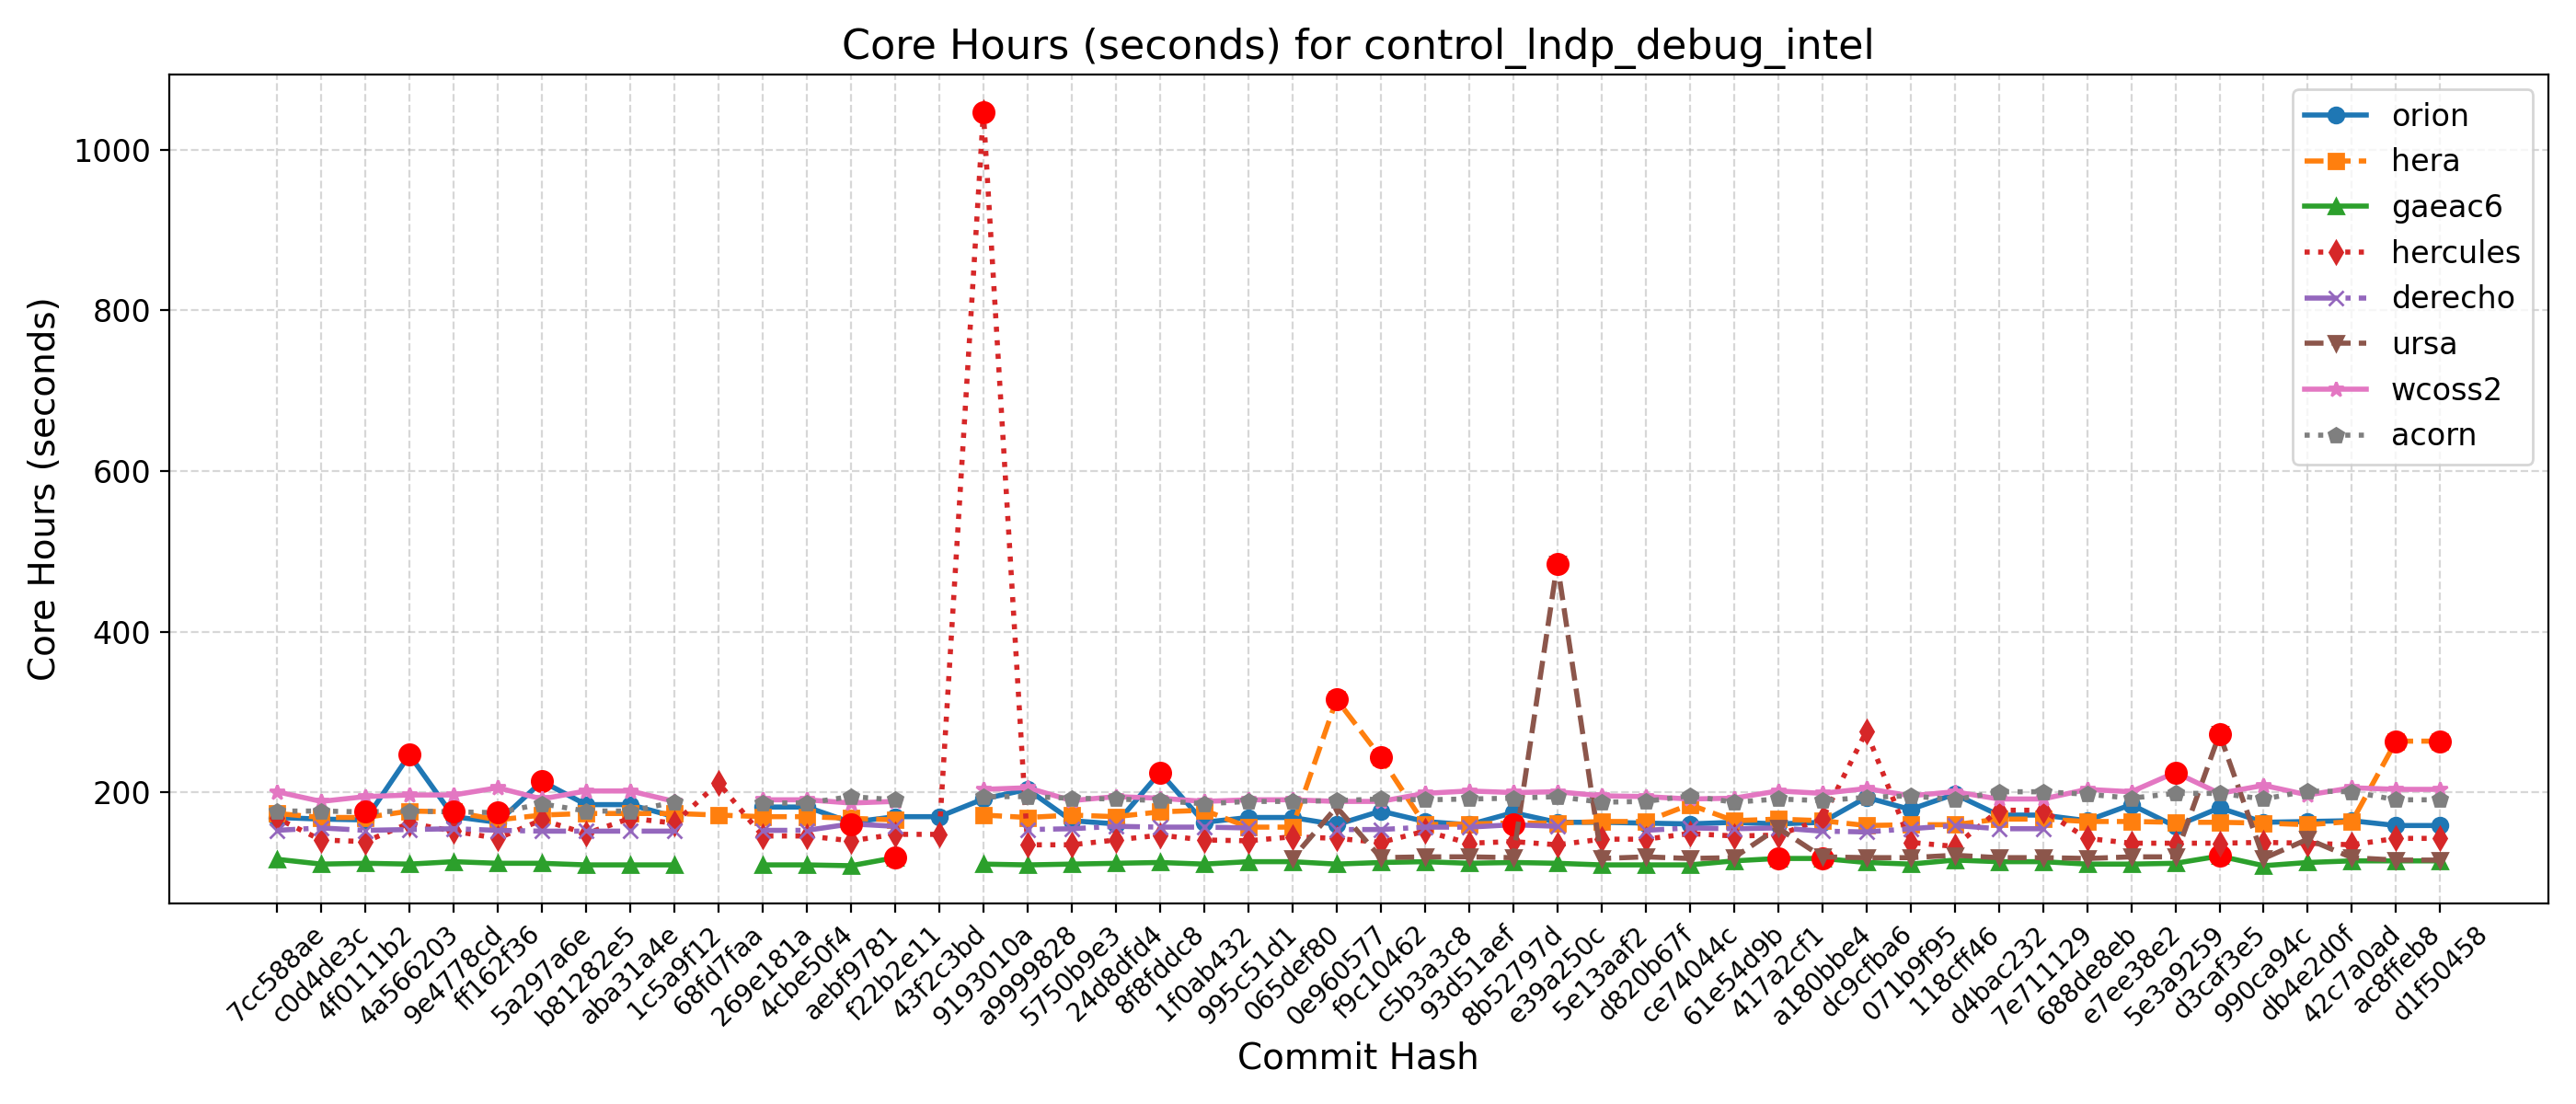 Core Hours (seconds) for control_lndp_debug_intel
Core Hours (seconds)
1000
800
600
400
200
orion
hera
gaeac6
hercules
derecho
ursa
wcoss2
acorn
7cc588ae
c0d4de3c
4f0111b2
4a566203
9e4778cd
ff162f36
5a297a6e
b81282e5
aba31a4e
1c5a9f12
68fd7faa
269e181a
4cbe50f4
aebf9781
f22b2e11
43f2c3bd
9193010a
a9999828
5750b9e3
24d8dfd4
8f8fddc8
1f0ab432
995c51d1
065def80
0e960577
f9c10462
c5b3a3c8
93d51aef
8b52797d
e39a250c
5e13aaf2
d820b67f
ce74044c
61e54d9b
417a2cf1
a180bbe4
dc9cfba6
071b9f95
118cff46
d4bac232
7e711129
688de8eb
e7ee38e2
5e3a9259
d3caf3e5
990ca94c
db4e2d0f
42c7a0ad
ac8ffeb8
d1f50458
Commit Hash